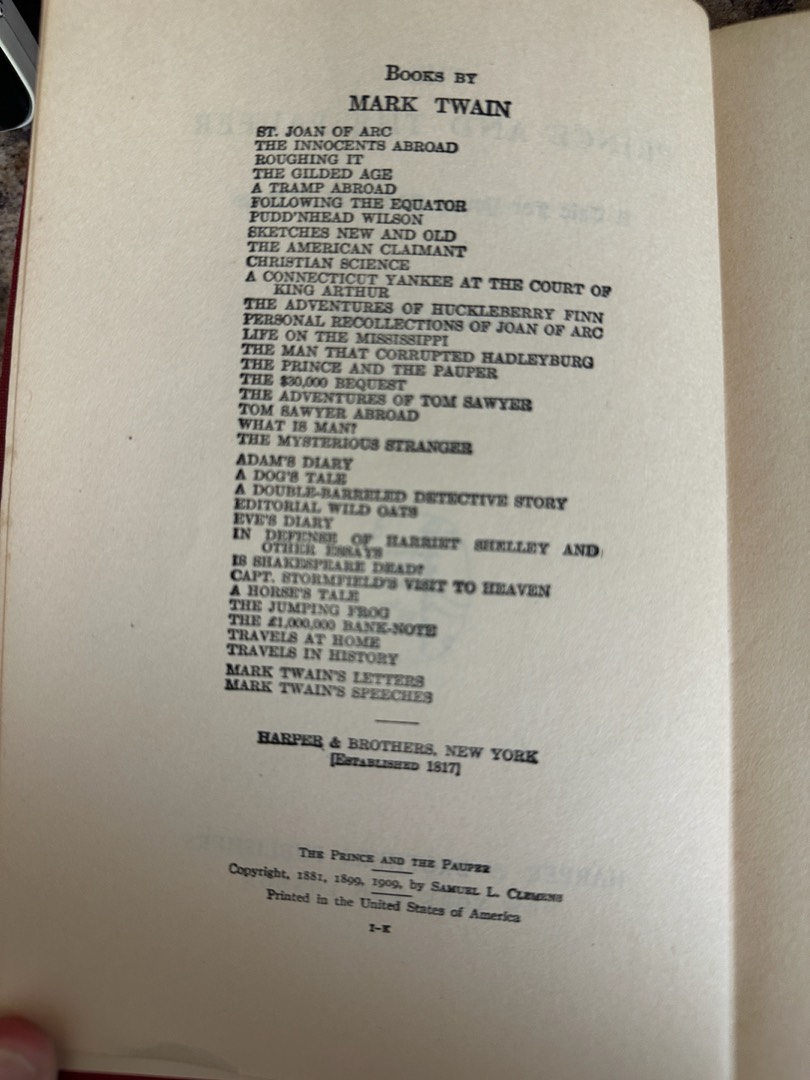 BOOKS BY
MARK TWAIN
ST. JOAN OF ARC
THE INNOCENTS ABROAD
ROUGHING IT
THE GILDED AGE
A TRAMP ABROAD
FOLLOWING THE EQUATOR
PUDD'NHEAD WILSON
SKETCHES NEW AND OLD
THE AMERICAN CLAIMANT
CHRISTIAN SCIENCE
A CONNECTICUT YANKEE AT THE COURT OF
KING ARTHUR
THE ADVENTURES OF HUCKLEBERRY FINN
PERSONAL RECOLLECTIONS OF JOAN OF ARC
LIFE ON THE MISSISSIPPI
THE MAN THAT CORRUPTED HADLEYBURG
THE PRINCE AND THE PAUPER
THE $30,000 BEQUEST
THE ADVENTURES OF TOM SAWYER
TOM SAWYER ABROAD
WHAT IS MAN?
THE MYSTERIOUS STRANGER
ADAM'S DIARY
A DOG'S TALE
A DOUBLE-BARRELED DETECTIVE STORY
EDITORIAL WILD OATS
EVE'S DIARY
IN DEFENSE OF HARRIET SHELLEY AND
OTHER ESSAYS
IS SHAKESPEARE DEAD?
CAPT. STORMFIELD'S VISIT TO HEAVEN
A HORSE'S TALE
THE JUMPING FROG
THE £1,000,000 BANK-NOTE
TRAVELS AT HOME
TRAVELS IN HISTORY
MARK TWAIN'S LETTERS
MARK TWAIN'S SPEECHES
HARPER & BROTHERS, NEW YORK
[ESTABLISHED 1817]
THE PRINCE AND THE PAUPER
Copyright, 1881, 1899, 1909, by SAMUEL L. CLEMENS
Printed in the United States of America
I-K